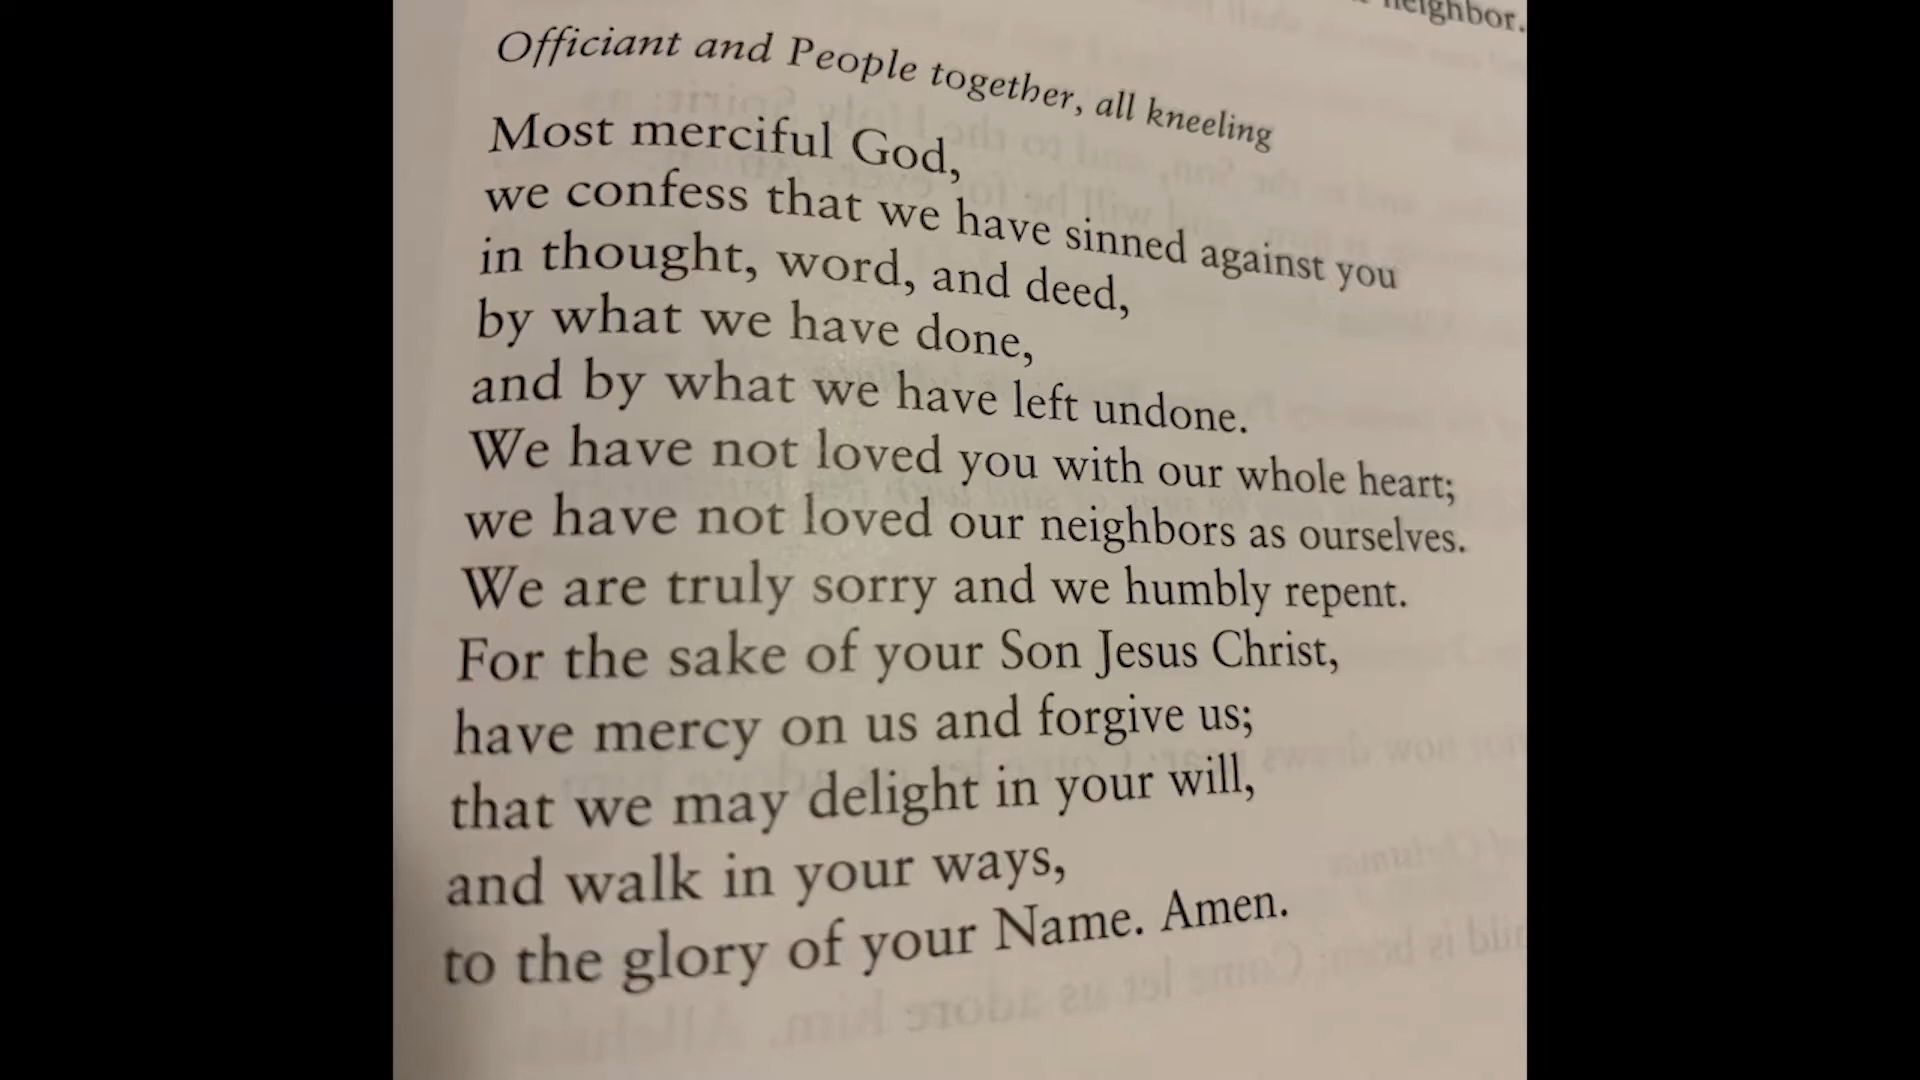 neighbor.
Officiant and People together, all kneeling
Most merciful God,
we confess that we have sinned against you
in thought, word, and deed,
by what we have done,
and by what we have left undone.
We have not loved you with our whole heart;
we have not loved our neighbors as ourselves.
We are truly sorry and we humbly repent.
For the sake of your Son Jesus Christ,
have mercy on us and forgive us;
that we may delight in your will,
and walk in your ways,
to the glory of your Name. Amen.